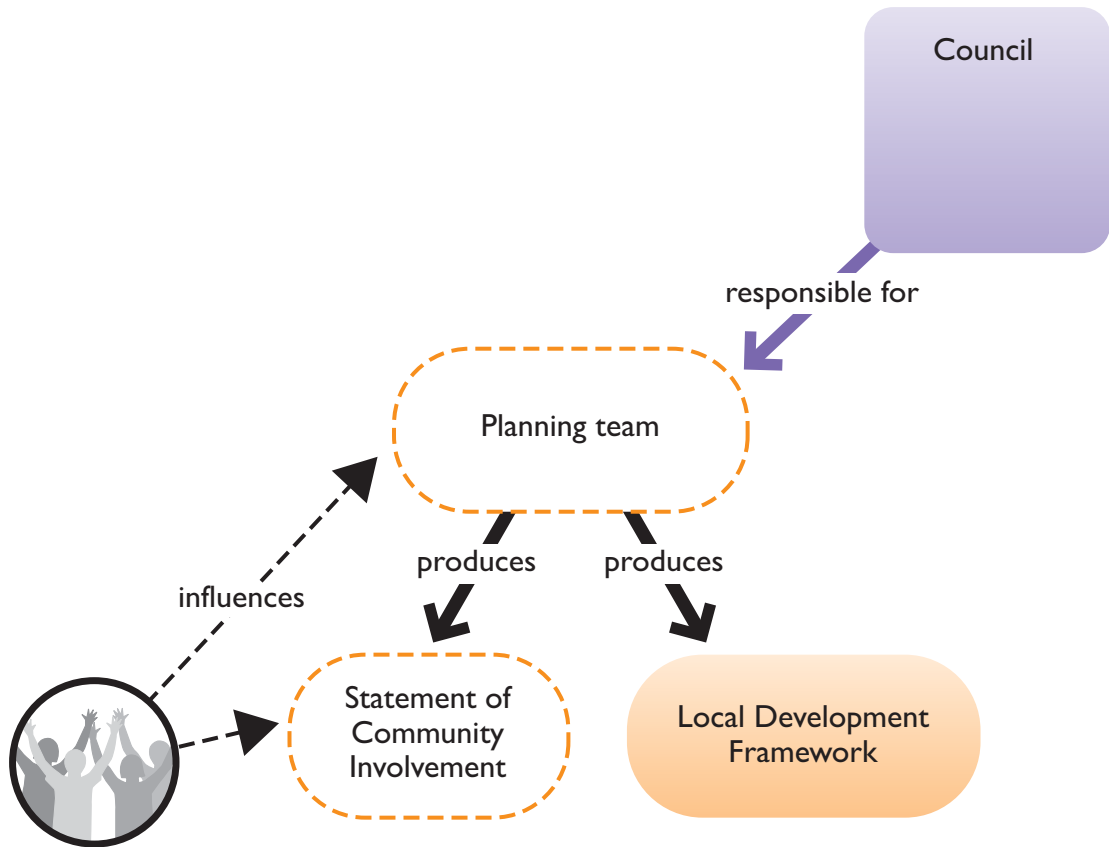 Council
responsible for
Planning team
produces
produces
influences
Statement of
Community
Involvement
Local Development
Framework